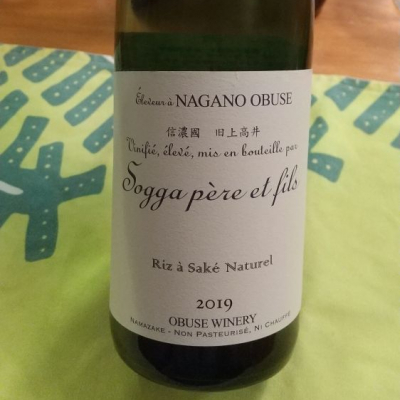 Éleveur à NAGANO OBUSE
信濃國 旧上高井
Vinifié, élevé, mis en bouteille par
Sogga père et fils
Riz à Saké Naturel
2019
OBUSE WINERY
NAMAZAKE - NON PASTEURISÉ, NI CHAUFFÉ